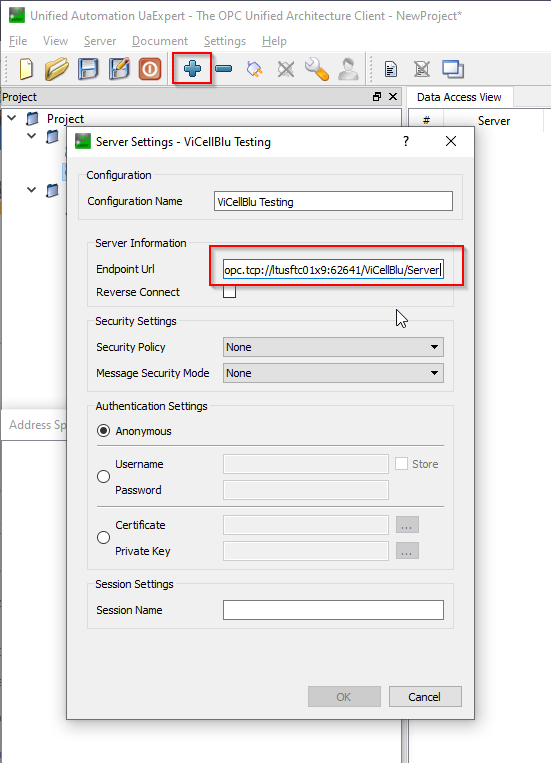 Unified Automation UaExpert - The OPC Unified Architecture Client - NewProject*
File View Server Document Settings Help
Project
Data Access View
Project
# Server
Server Settings - ViCellBlu Testing
? 
Configuration
Configuration Name ViCellBlu Testing
Server Information
Endpoint Url opc.tcp://ltusftc01x9:62641/ViCellBlu/Server
Reverse Connect
Security Settings
Security Policy None
Message Security Mode None
Address Sp
Authentication Settings
Anonymous
Username Store
Password
Certificate ...
Private Key ...
Session Settings
Session Name
OK Cancel